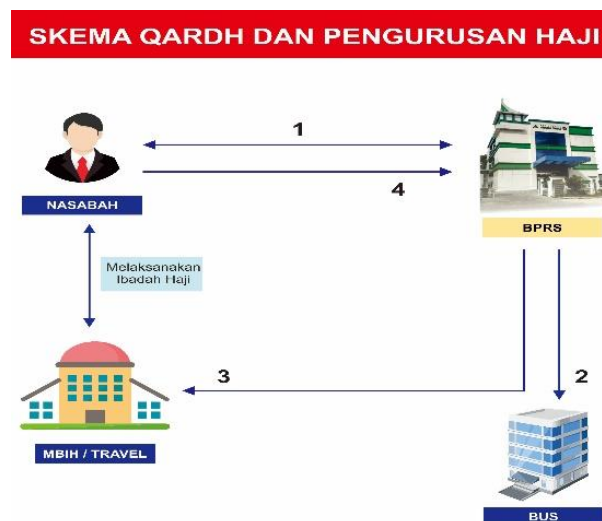 SKEMA QARDH DAN PENGURUSAN HAJI
1
4
NASABAH
BPRS
Melaksanakan
Ibadah Haji
3
2
MBIH / TRAVEL
BUS